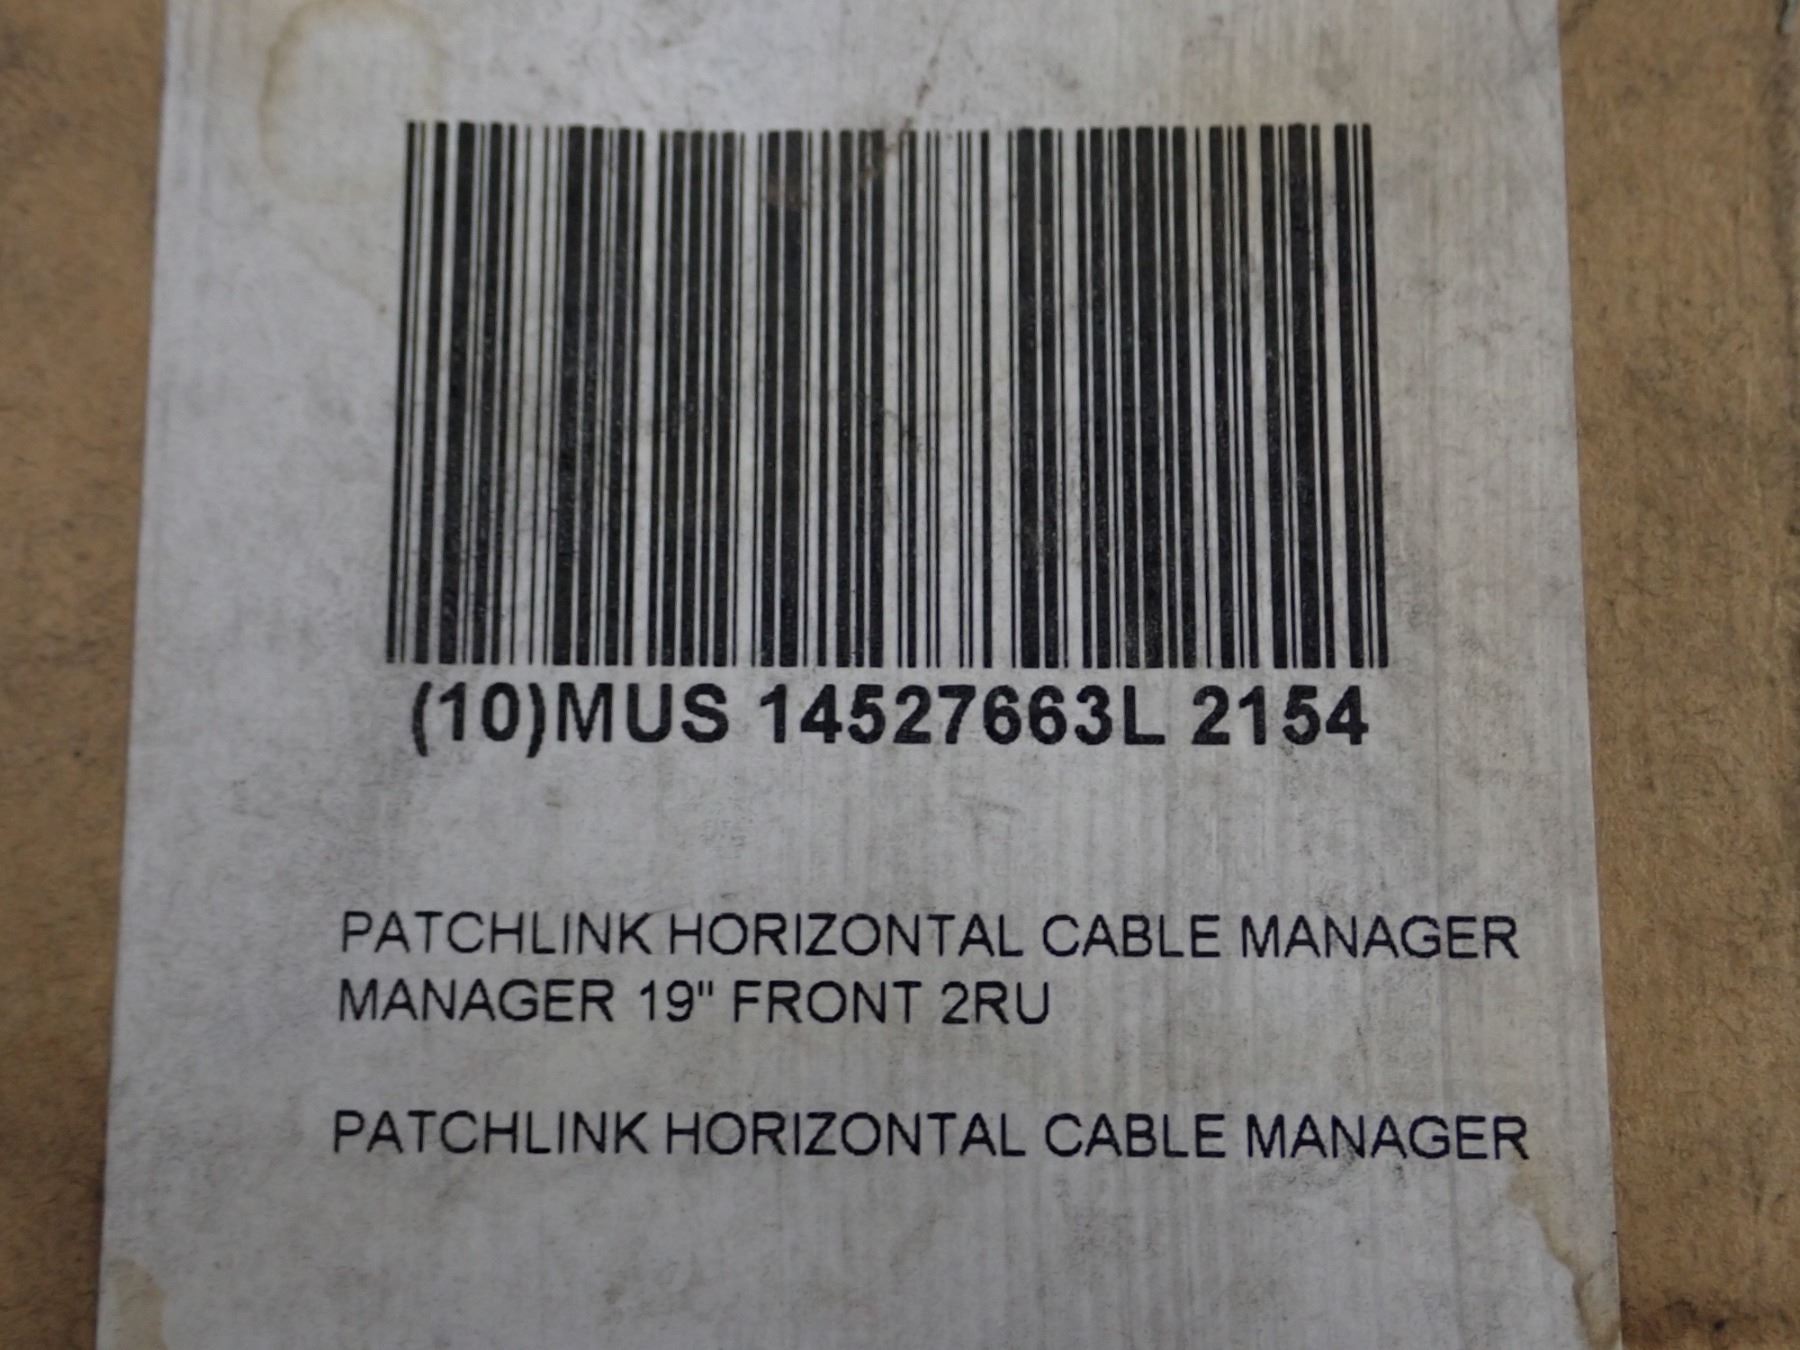 (10)MUS 14527663L 2154
PATCHLINK HORIZONTAL CABLE MANAGER
MANAGER 19" FRONT 2RU
PATCHLINK HORIZONTAL CABLE MANAGER